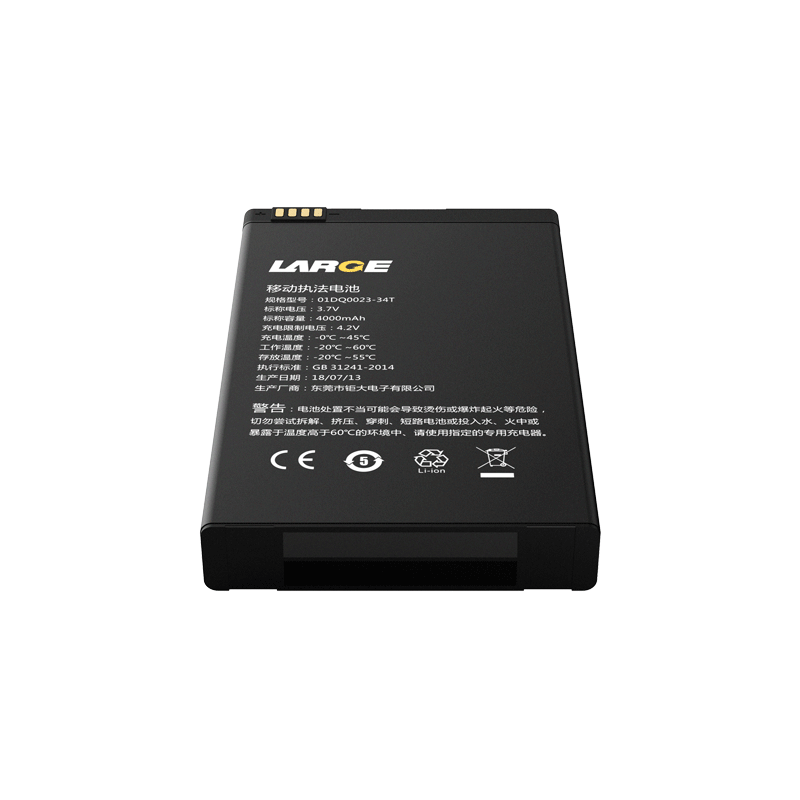 LARGE
移动执法电池
规格型号：01DQ0023-34T
标称电压：3.7V
标称容量：4000mAh
充电限制电压：4.2V
充电温度：-0℃ ~45℃
工作温度：-20℃ ~60℃
存放温度：-20℃ ~55℃
执行标准：GB 31241-2014
生产日期：18/07/13
生产厂商：东莞市钜大电子有限公司
警告：电池处置不当可能会导致烫伤或爆炸起火等危险，
切勿尝试拆解、挤压、穿刺、短路电池或投入水、火中或
暴露于温度高于60℃的环境中、请使用指定的专用充电器。
CE 5 Li-ion